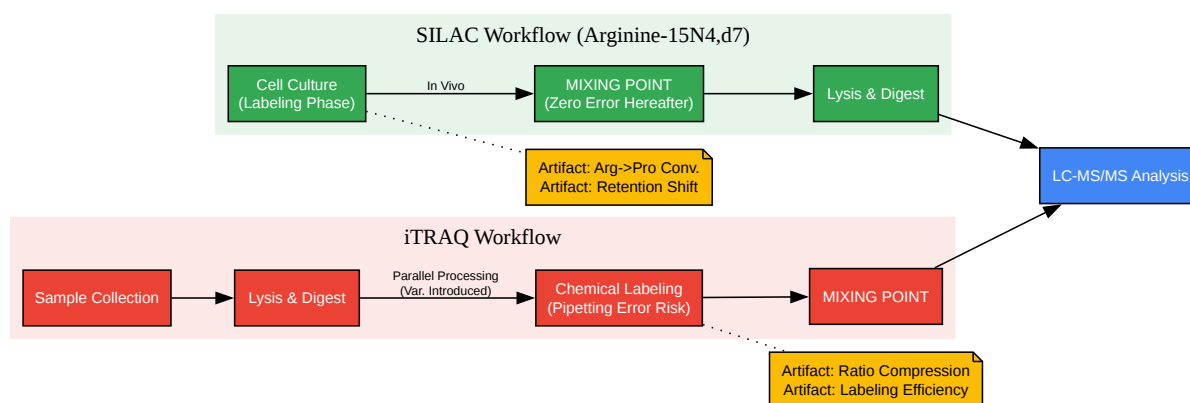 SILAC Workflow (Arginine-15N4,d7)
Cell Culture
(Labeling Phase)
In Vivo
MIXING POINT
(Zero Error Hereafter)
Lysis & Digest
Artifact: Arg->Pro Conv.
Artifact: Retention Shift
LC-MS/MS Analysis
iTRAQ Workflow
Sample Collection
Lysis & Digest
Parallel Processing
(Var. Introduced)
Chemical Labeling
(Pipetting Error Risk)
MIXING POINT
Artifact: Ratio Compression
Artifact: Labeling Efficiency